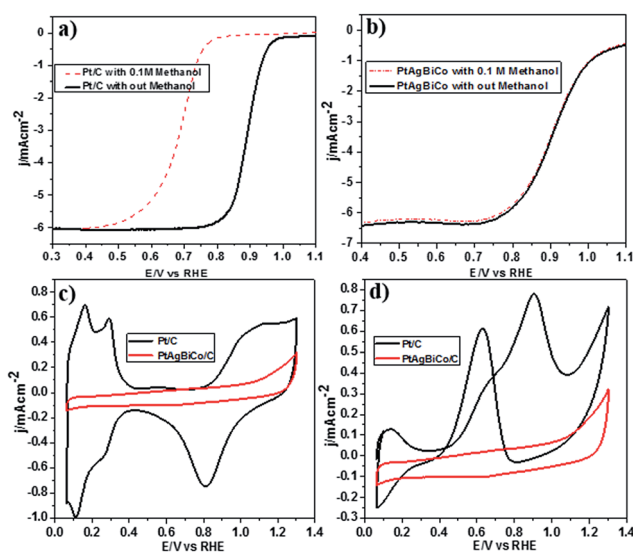 a)
Pt/C with 0.1M Methanol
Pt/C with out Methanol
j/mAcm-2
0
-1
-2
-3
-4
-5
-6
0.3 0.4 0.5 0.6 0.7 0.8 0.9 1.0 1.1
E/V vs RHE
b)
PtAgBiCo with 0.1 M Methanol
PtAgBiCo with out Methanol
j/mAcm-2
0
-1
-2
-3
-4
-5
-6
-7
0.4 0.5 0.6 0.7 0.8 0.9 1.0 1.1
E/V vs RHE
c)
Pt/C
PtAgBiCo/C
j/mAcm-2
0.8
0.6
0.4
0.2
0.0
-0.2
-0.4
-0.6
-0.8
-1.0
0.0 0.2 0.4 0.6 0.8 1.0 1.2 1.4
E/V vs RHE
d)
Pt/C
PtAgBiCo/C
j/mAcm-2
0.8
0.7
0.6
0.5
0.4
0.3
0.2
0.1
0.0
-0.1
-0.2
-0.3
0.0 0.2 0.4 0.6 0.8 1.0 1.2 1.4
E/V vs RHE